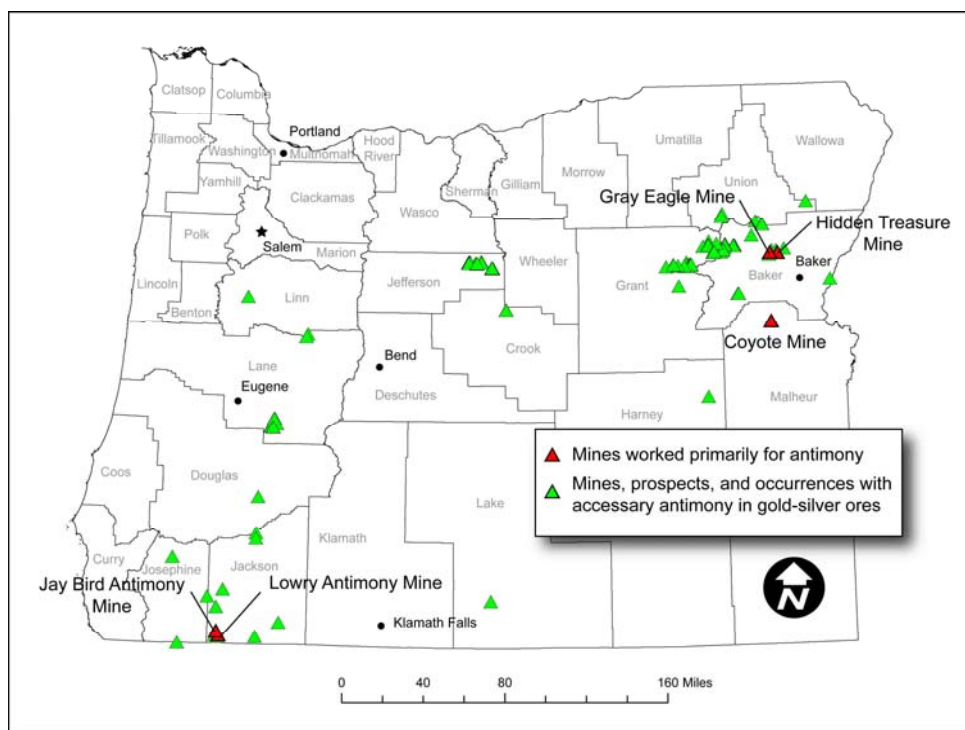 Clatsop
Columbia
Portland
Tillamook
Washington
Multnomah
Hood
River
Umatilla
Wallowa
Yamhill
Clackamas
Sherman
Gilliam
Morrow
Union
Gray Eagle Mine
Wasco
Hidden Treasure
Mine
Polk
Salem
Marion
Wheeler
Baker
Baker
Lincoln
Linn
Jefferson
Grant
Benton
Coyote Mine
Crook
Lane
Bend
Eugene
Deschutes
Malheur
Harney
Coos
Douglas
Mines worked primarily for antimony
Mines, prospects, and occurrences with
accessary antimony in gold-silver ores
Lake
Klamath
Curry
Josephine
Jackson
Jay Bird Antimony
Mine
Lowry Antimony Mine
Klamath Falls
N
0 40 80 160 Miles